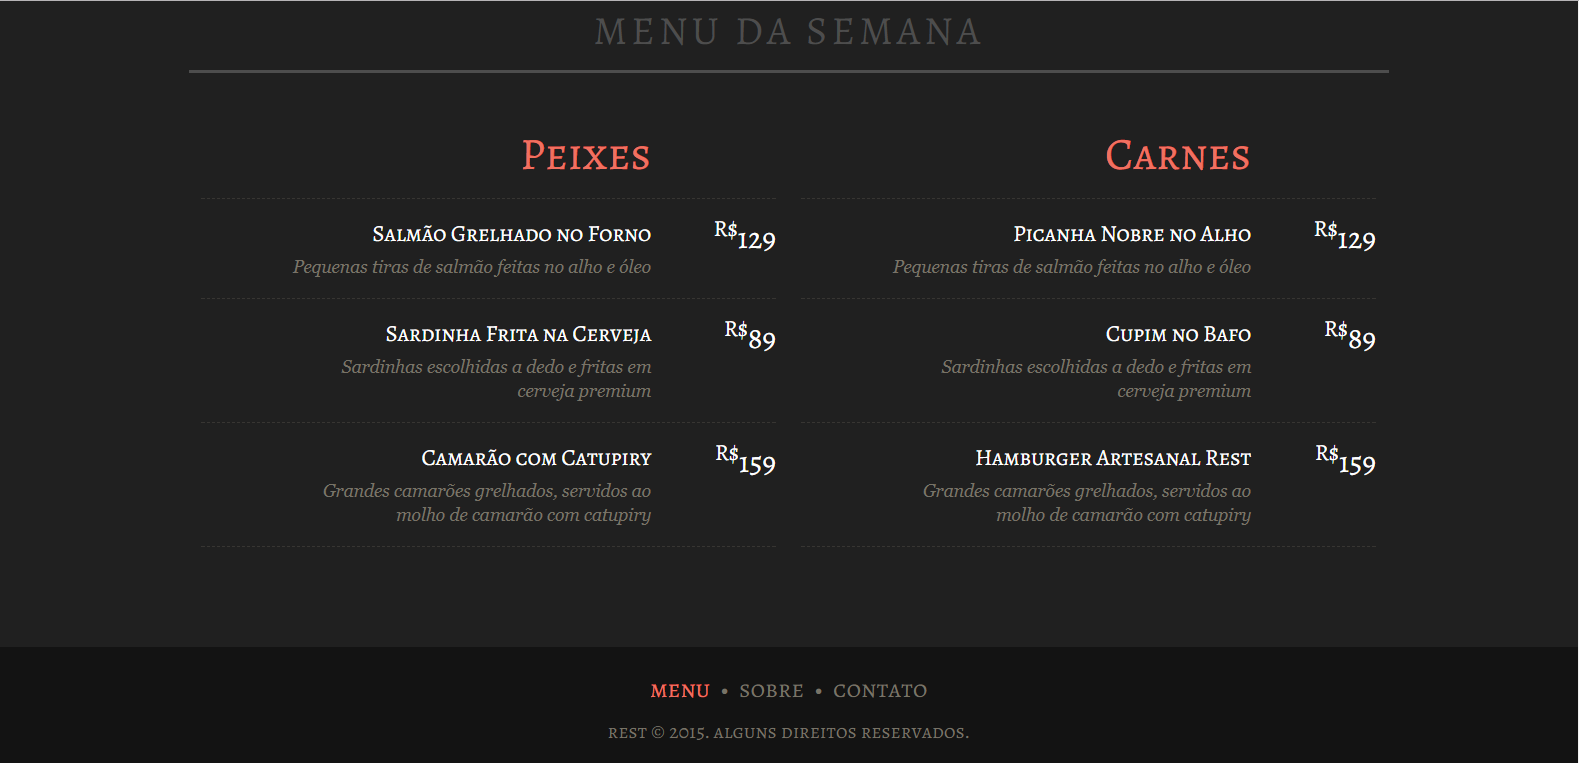 MENU DA SEMANA
Peixes
Salmão Grelhado no Forno R$129
Pequenas tiras de salmão feitas no alho e óleo
Sardinha Frita na Cerveja R$89
Sardinhas escolhidas a dedo e fritas em
cerveja premium
Camarão com Catupiry R$159
Grandes camarões grelhados, servidos ao
molho de camarão com catupiry
Carnes
Picanha Nobre no Alho R$129
Pequenas tiras de salmão feitas no alho e óleo
Cupim no Bafo R$89
Sardinhas escolhidas a dedo e fritas em
cerveja premium
Hamburger Artesanal Rest R$159
Grandes camarões grelhados, servidos ao
molho de camarão com catupiry
MENU • SOBRE • CONTATO
REST © 2015. ALGUNS DIREITOS RESERVADOS.